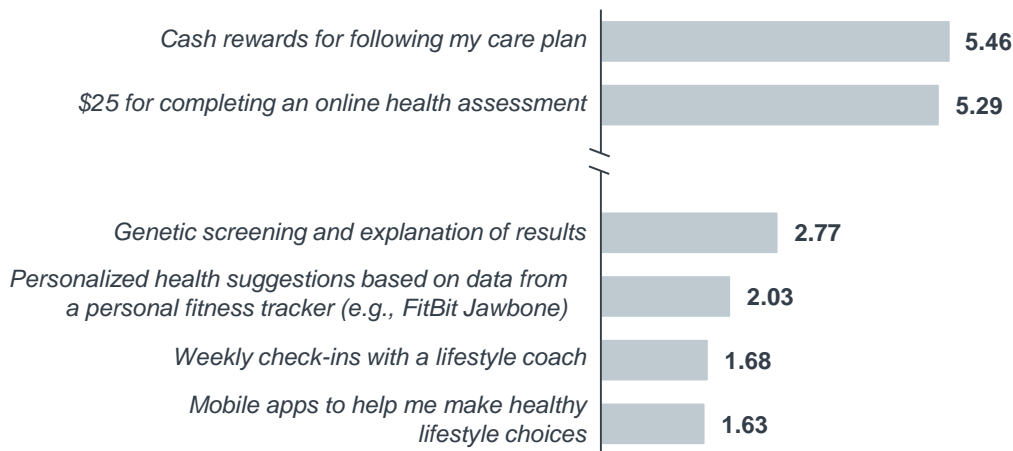 Cash rewards for following my care plan 5.46
$25 for completing an online health assessment 5.29
Genetic screening and explanation of results 2.77
Personalized health suggestions based on data from
a personal fitness tracker (e.g., FitBit Jawbone) 2.03
Weekly check-ins with a lifestyle coach 1.68
Mobile apps to help me make healthy
lifestyle choices 1.63